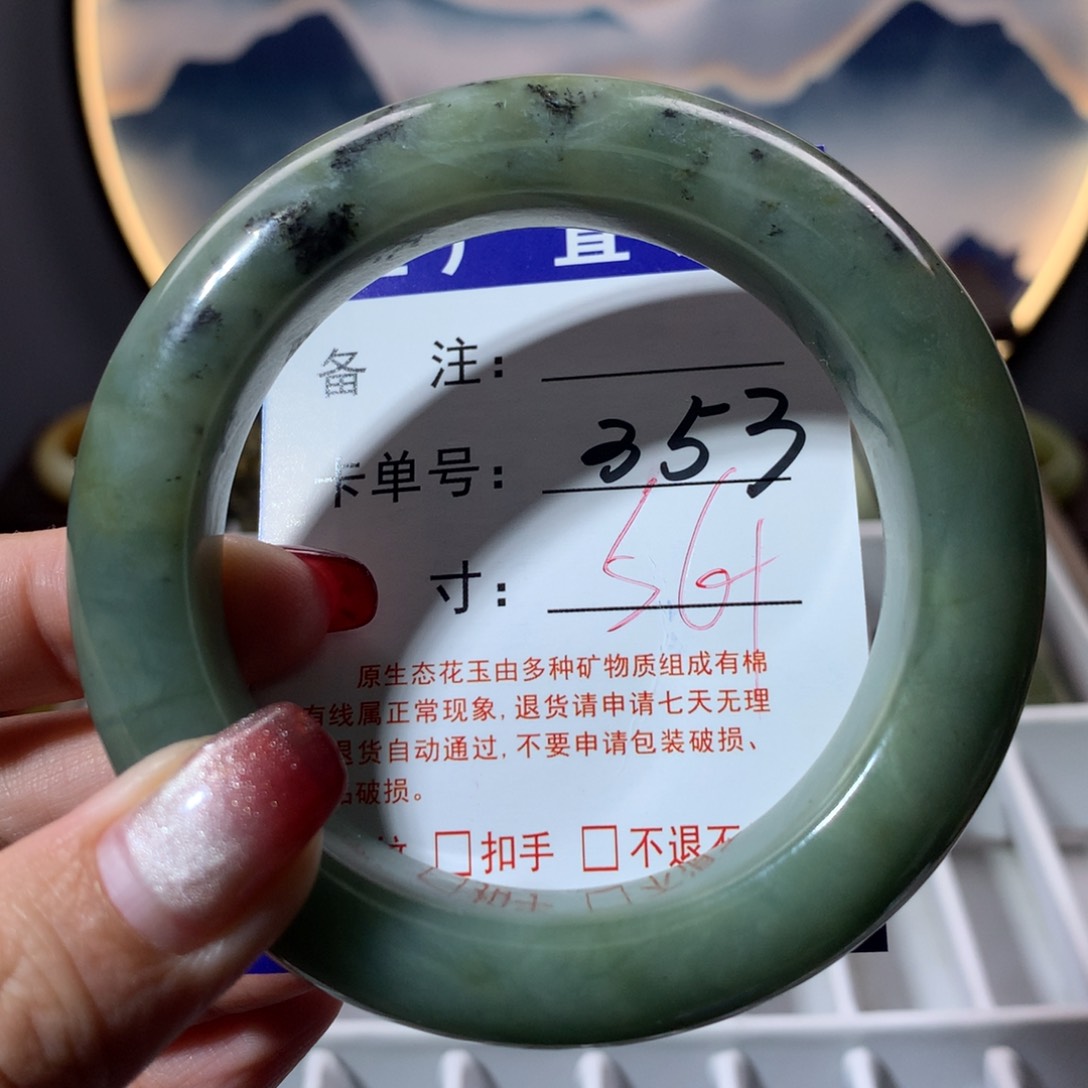 厂直
备 注：
卡单号： 353
寸： 56+
原生态花玉由多种矿物质组成有棉
有线属正常现象，退货请申请七天无理
退货自动通过，不要申请包装破损、
破损。
□扣手 □不退不